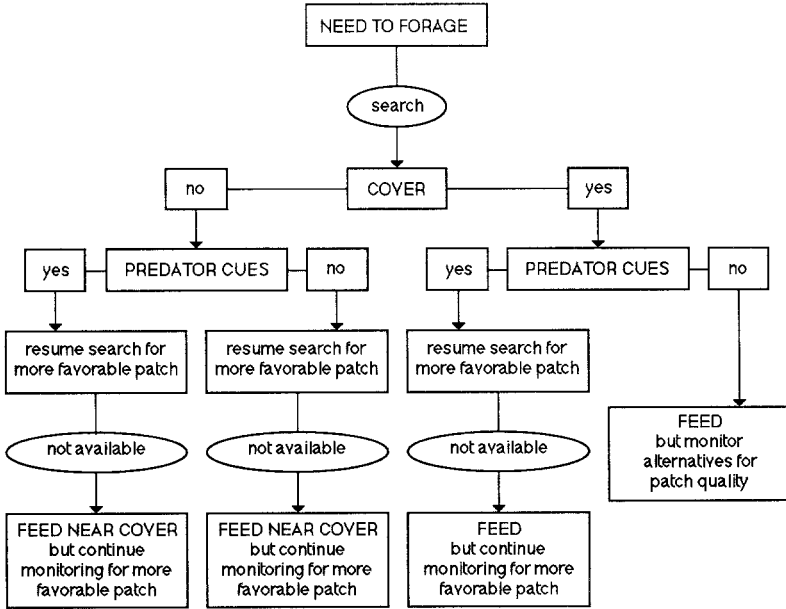 NEED TO FORAGE
search
no
COVER
yes
yes
PREDATOR CUES
no
yes
PREDATOR CUES
no
resume search for
more favorable patch
resume search for
more favorable patch
resume search for
more favorable patch
not available
not available
not available
FEED
but monitor
alternatives for
patch quality
FEED NEAR COVER
but continue
monitoring for more
favorable patch
FEED NEAR COVER
but continue
monitoring for more
favorable patch
FEED
but continue
monitoring for more
favorable patch